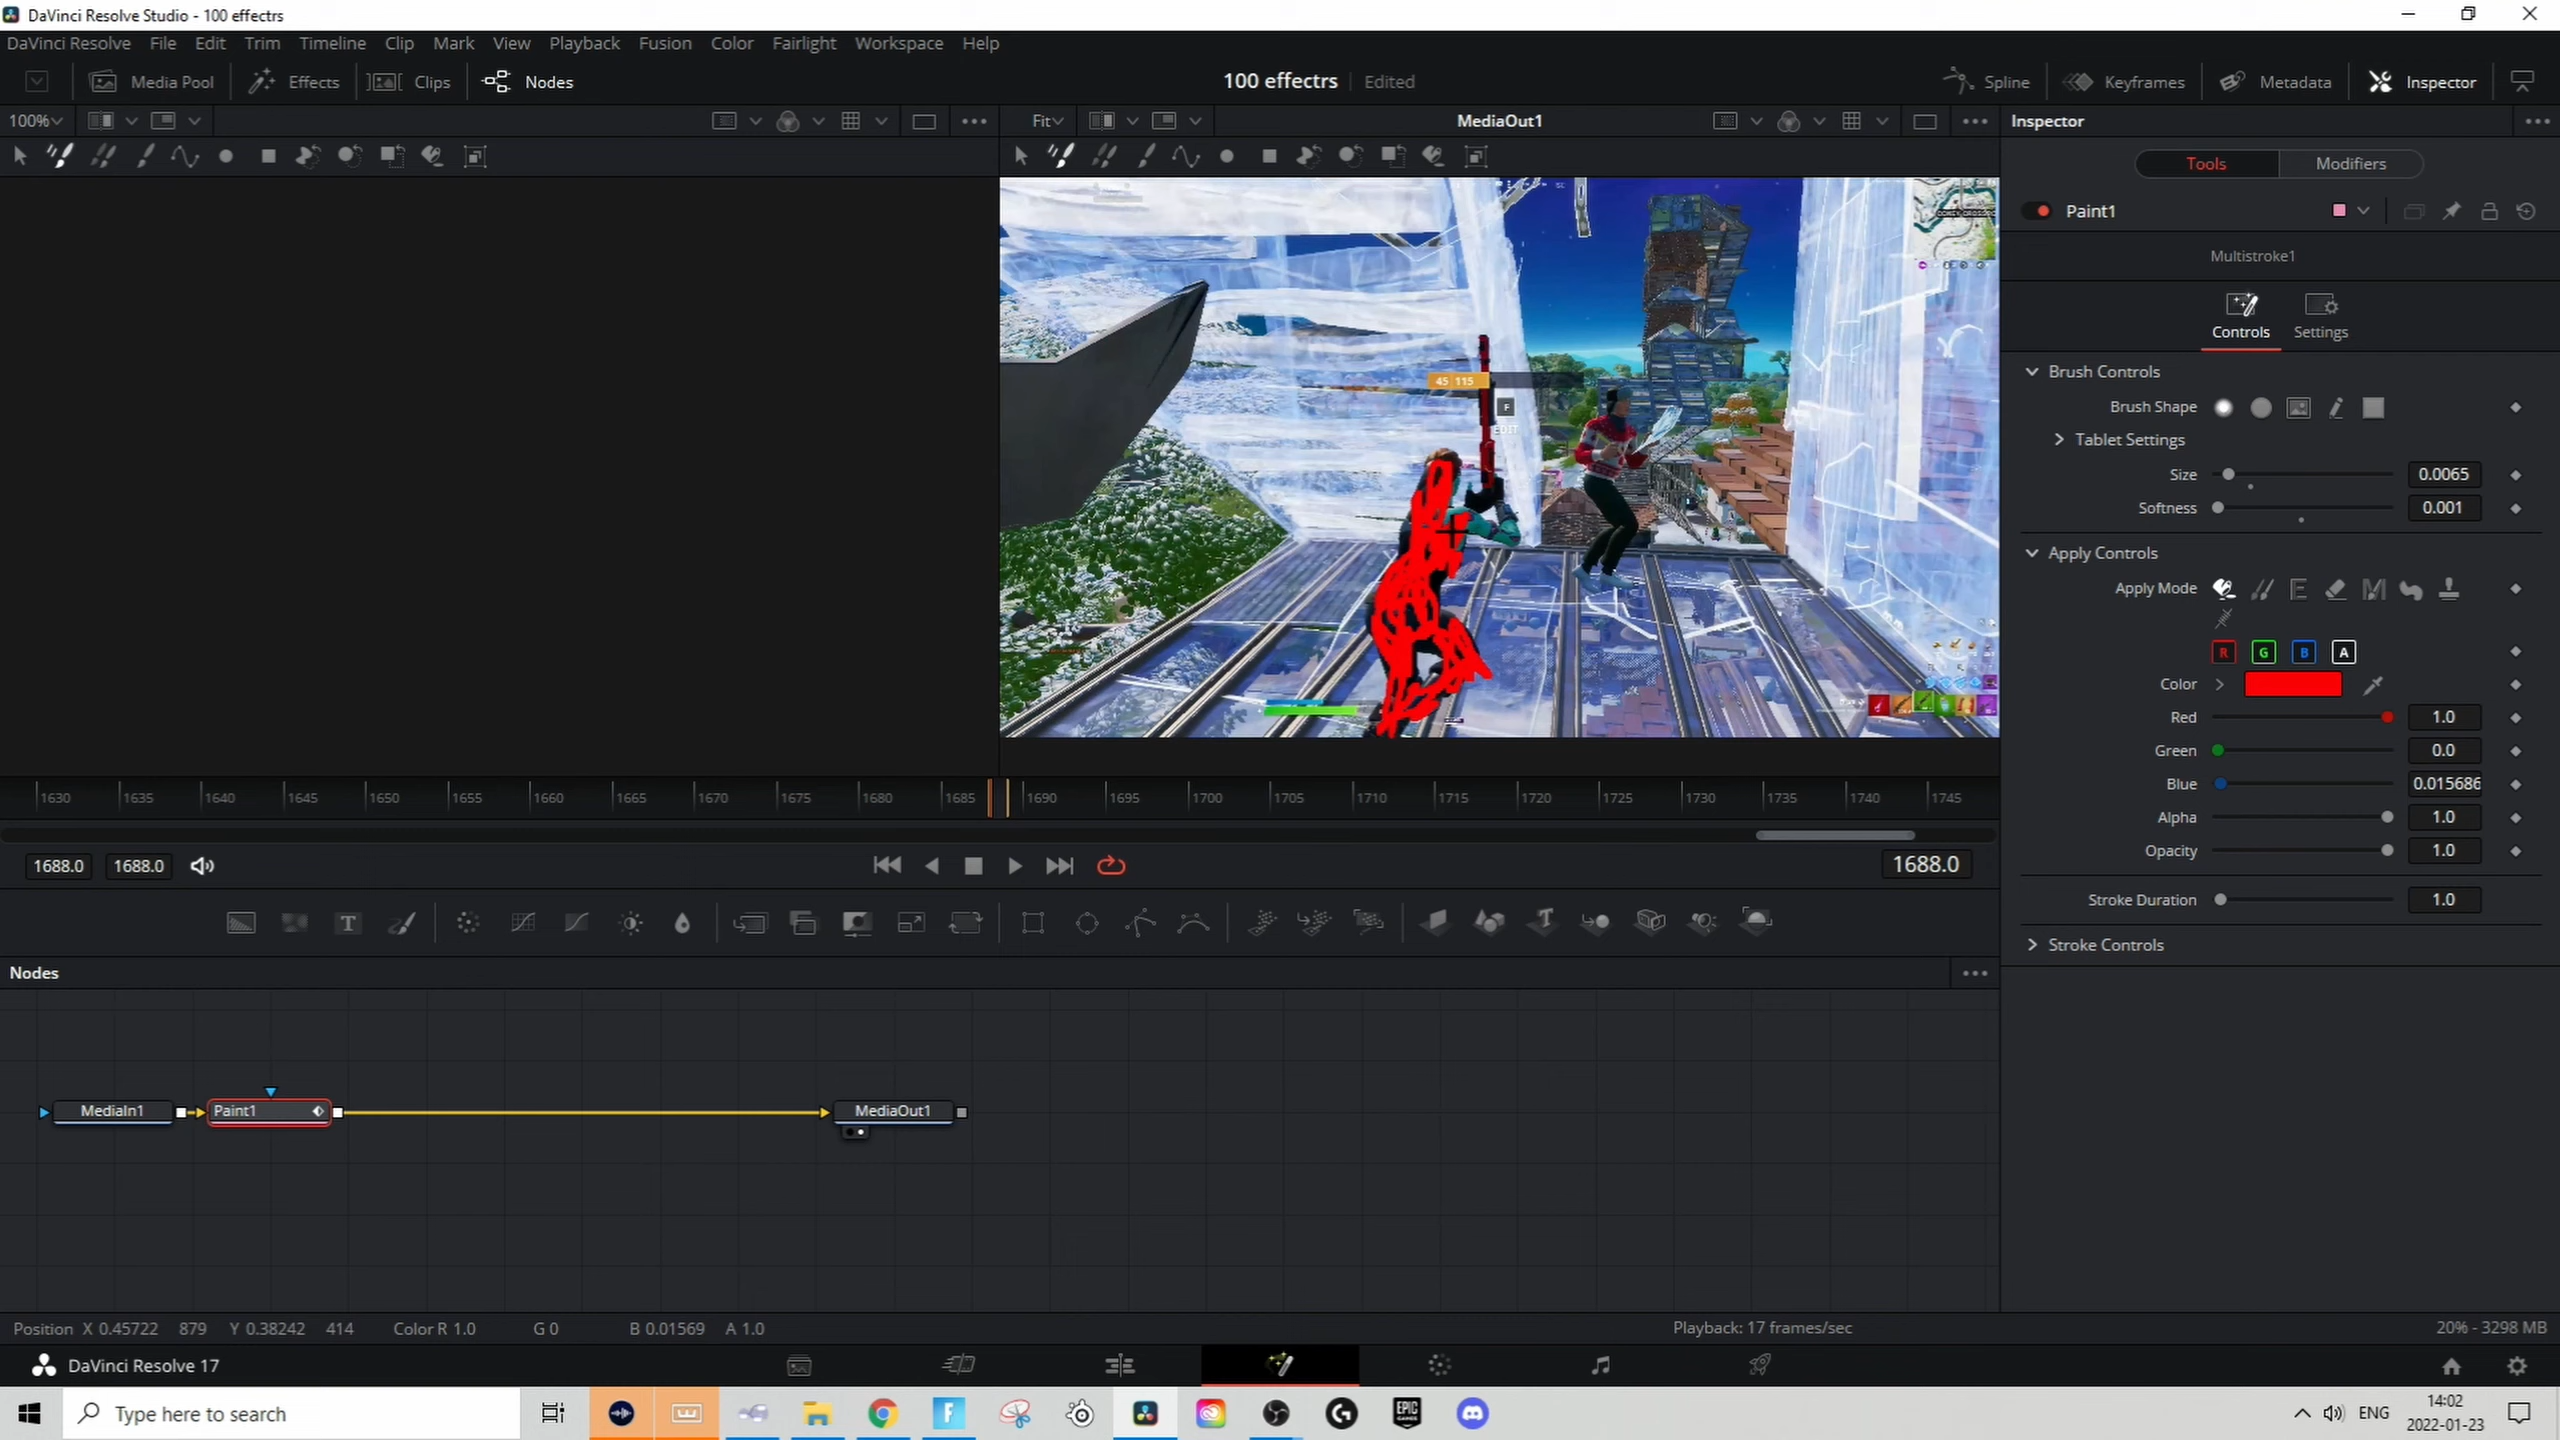 DaVinci Resolve Studio - 100 effectrs
DaVinci Resolve File Edit Trim Timeline Clip Mark View Playback Fusion Color Fairlight Workspace Help
Media Pool Effects Clips Nodes 100 effectrs Edited Spline Keyframes Metadata Inspector
100% Fit MediaOut1 Inspector
Tools Modifiers
Paint1
Multistroke1
Controls Settings
Brush Controls
Brush Shape
Tablet Settings
Size 0.0065
Softness 0.001
Apply Controls
Apply Mode
R G B A
Color
Red 1.0
Green 0.0
Blue 0.015686
Alpha 1.0
Opacity 1.0
Stroke Duration 1.0
Stroke Controls
45 115
F
EDIT
1630 1635 1640 1645 1650 1655 1660 1665 1670 1675 1680 1685 1690 1695 1700 1705 1710 1715 1720 1725 1730 1735 1740 1745
1688.0 1688.0 1688.0
T
Nodes
MediaIn1 Paint1 MediaOut1
Position X 0.45722 879 Y 0.38242 414 Color R 1.0 G 0 B 0.01569 A 1.0 Playback: 17 frames/sec 20% - 3298 MB
DaVinci Resolve 17
Type here to search
EPIC GAMES
ENG
14:02
2022-01-23